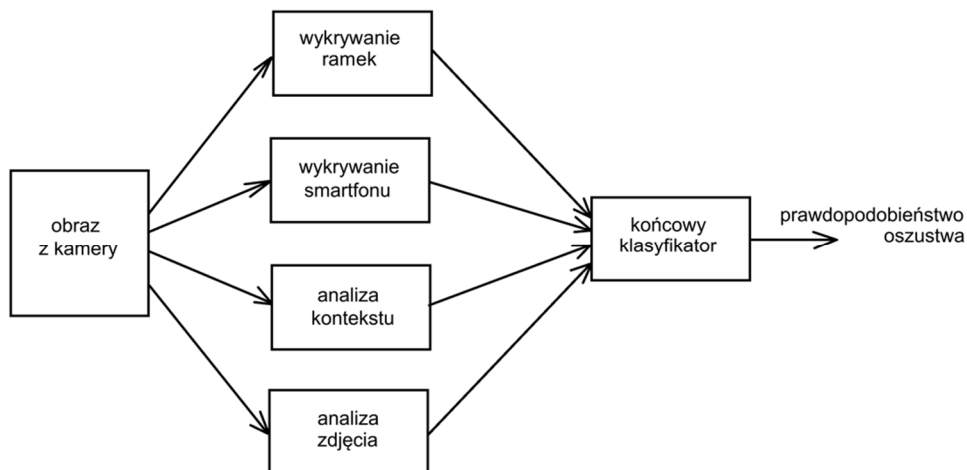 wykrywanie
ramek
wykrywanie
smartfonu
obraz
z kamery
analiza
kontekstu
analiza
zdjęcia
końcowy
klasyfikator
prawdopodobieństwo
oszustwa